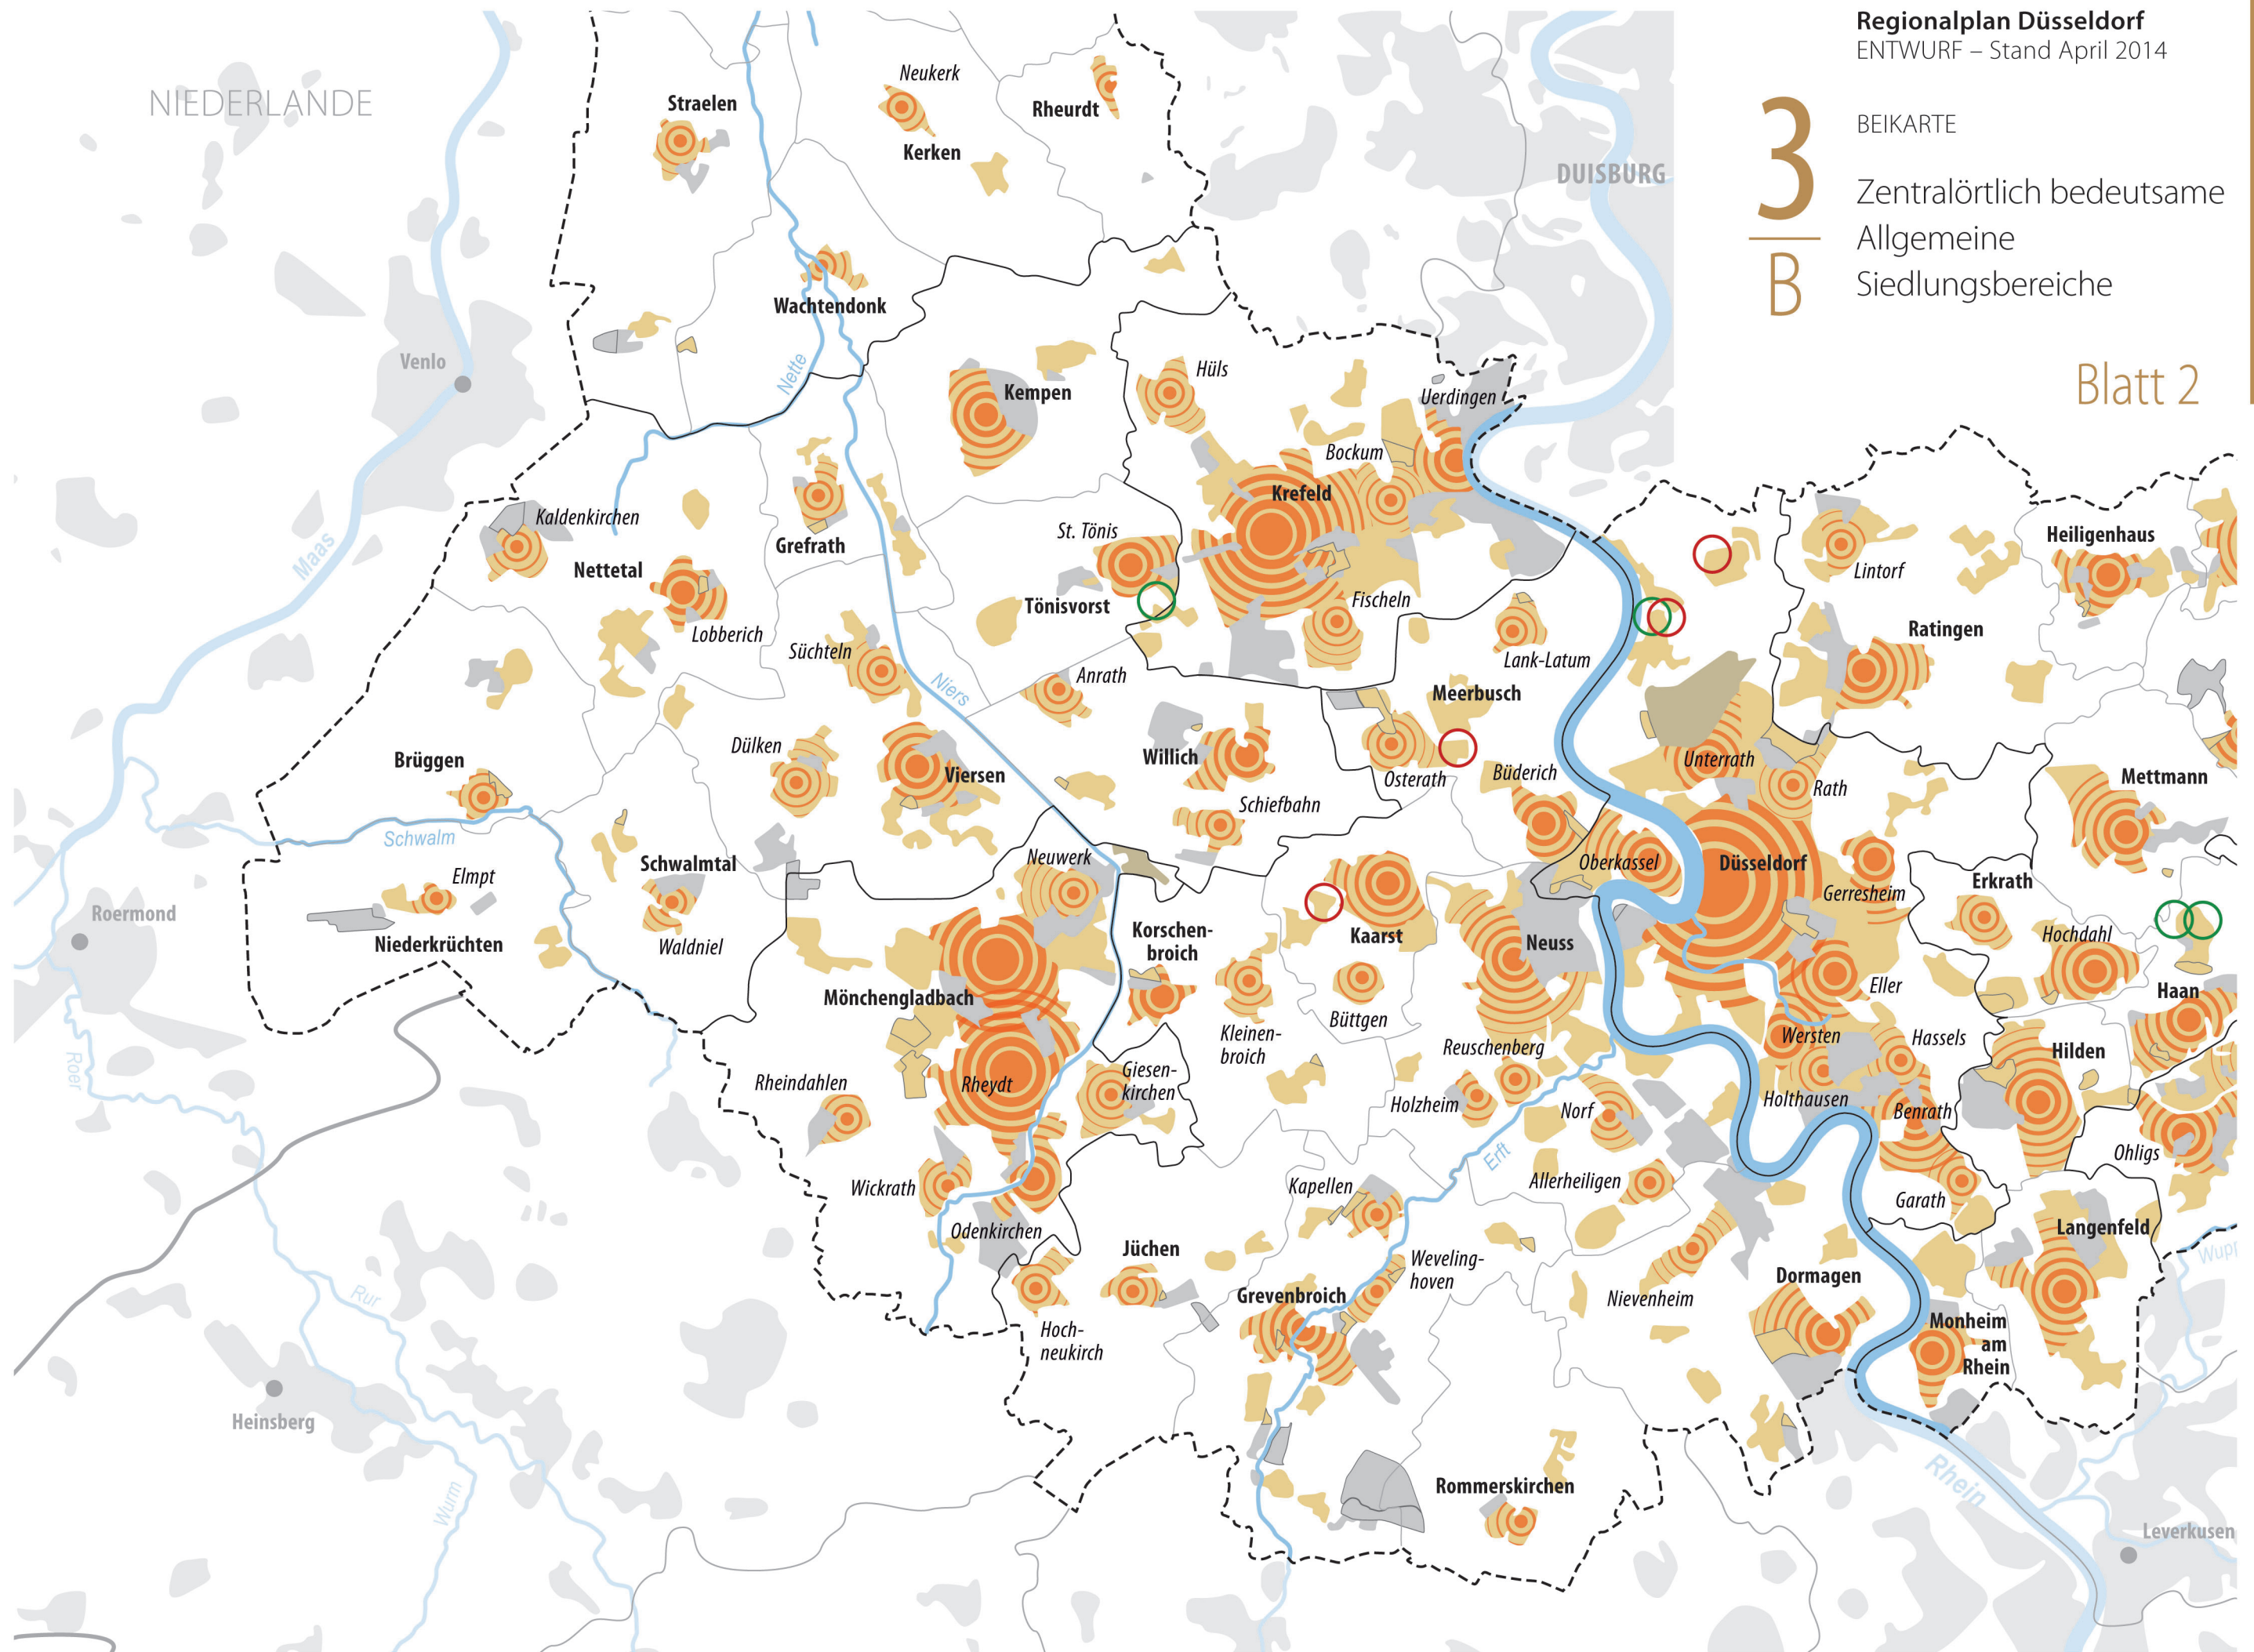 Regionalplan Düsseldorf
ENTWURF – Stand April 2014
3
B
BEIKARTE
Zentralörtlich bedeutsame
Allgemeine
Siedlungsbereiche
Blatt 2
NIEDERLANDE
DUISBURG
Straelen
Neukerk
Kerken
Rheurdt
Wachtendonk
Venlo
Nette
Kempen
Hüls
Uerdingen
Bockum
Krefeld
Maas
Kaldenkirchen
Nettetal
Grefrath
Lobberich
St. Tönis
Tönisvorst
Fischeln
Lank-Latum
Lintorf
Heiligenhaus
Ratingen
Süchteln
Niers
Anrath
Meerbusch
Brüggen
Dülken
Viersen
Willich
Schiefbahn
Osterath
Büderich
Unterrath
Rath
Mettmann
Schwalm
Schwalmtal
Neuwerk
Elmpt
Roermond
Niederkrüchten
Waldniel
Korschen-
broich
Kaarst
Neuss
Oberkassel
Düsseldorf
Gerresheim
Erkrath
Hochdahl
Haan
Mönchengladbach
Kleinen-
broich
Büttgen
Reuschenberg
Eller
Wersten
Hassels
Hilden
Roer
Rheindahlen
Rheydt
Giesen-
kirchen
Holzheim
Norf
Holthausen
Benrath
Ohligs
Erft
Wickrath
Odenkirchen
Kapellen
Allerheiligen
Garath
Langenfeld
Jüchen
Weveling-
hoven
Grevenbroich
Nievenheim
Dormagen
Wupp
Rur
Hoch-
neukirch
Monheim
am
Rhein
Heinsberg
Wurm
Rommerskirchen
Rhein
Leverkusen